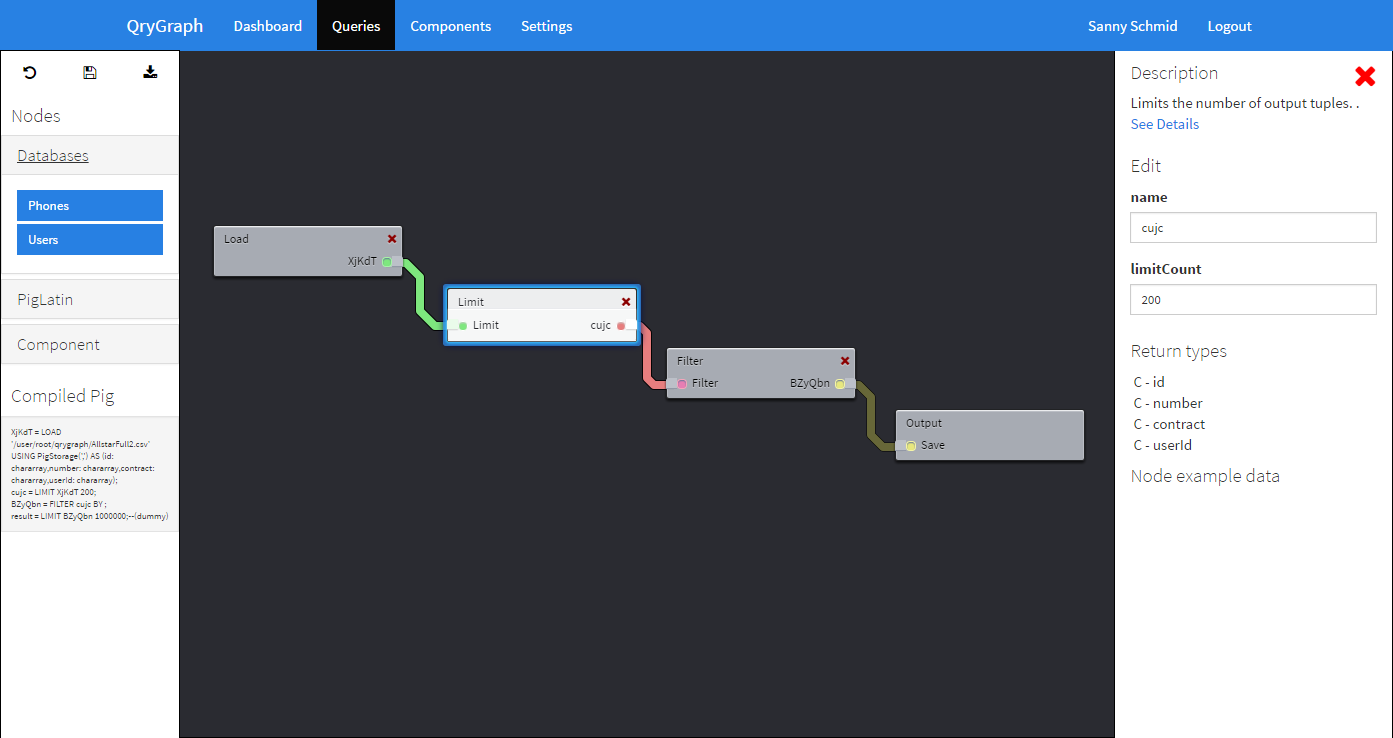 QryGraph Dashboard Queries Components Settings Sanny Schmid Logout
Nodes
Databases
Phones
Users
PigLatin
Component
Compiled Pig
XjKdT = LOAD
'/user/root/qrygraph/AllstarFull2.csv'
USING PigStorage(',') AS (id:
chararray,number: chararray,contract:
chararray,userId: chararray);
cujc = LIMIT XjKdT 200;
BZyQbn = FILTER cujc BY ;
result = LIMIT BZyQbn 1000000;--(dummy)
Load
XjKdT
Limit
Limit cujc
Filter
Filter BZyQbn
Output
Save
Description
Limits the number of output tuples. .
See Details
Edit
name
cujc
limitCount
200
Return types
C - id
C - number
C - contract
C - userId
Node example data